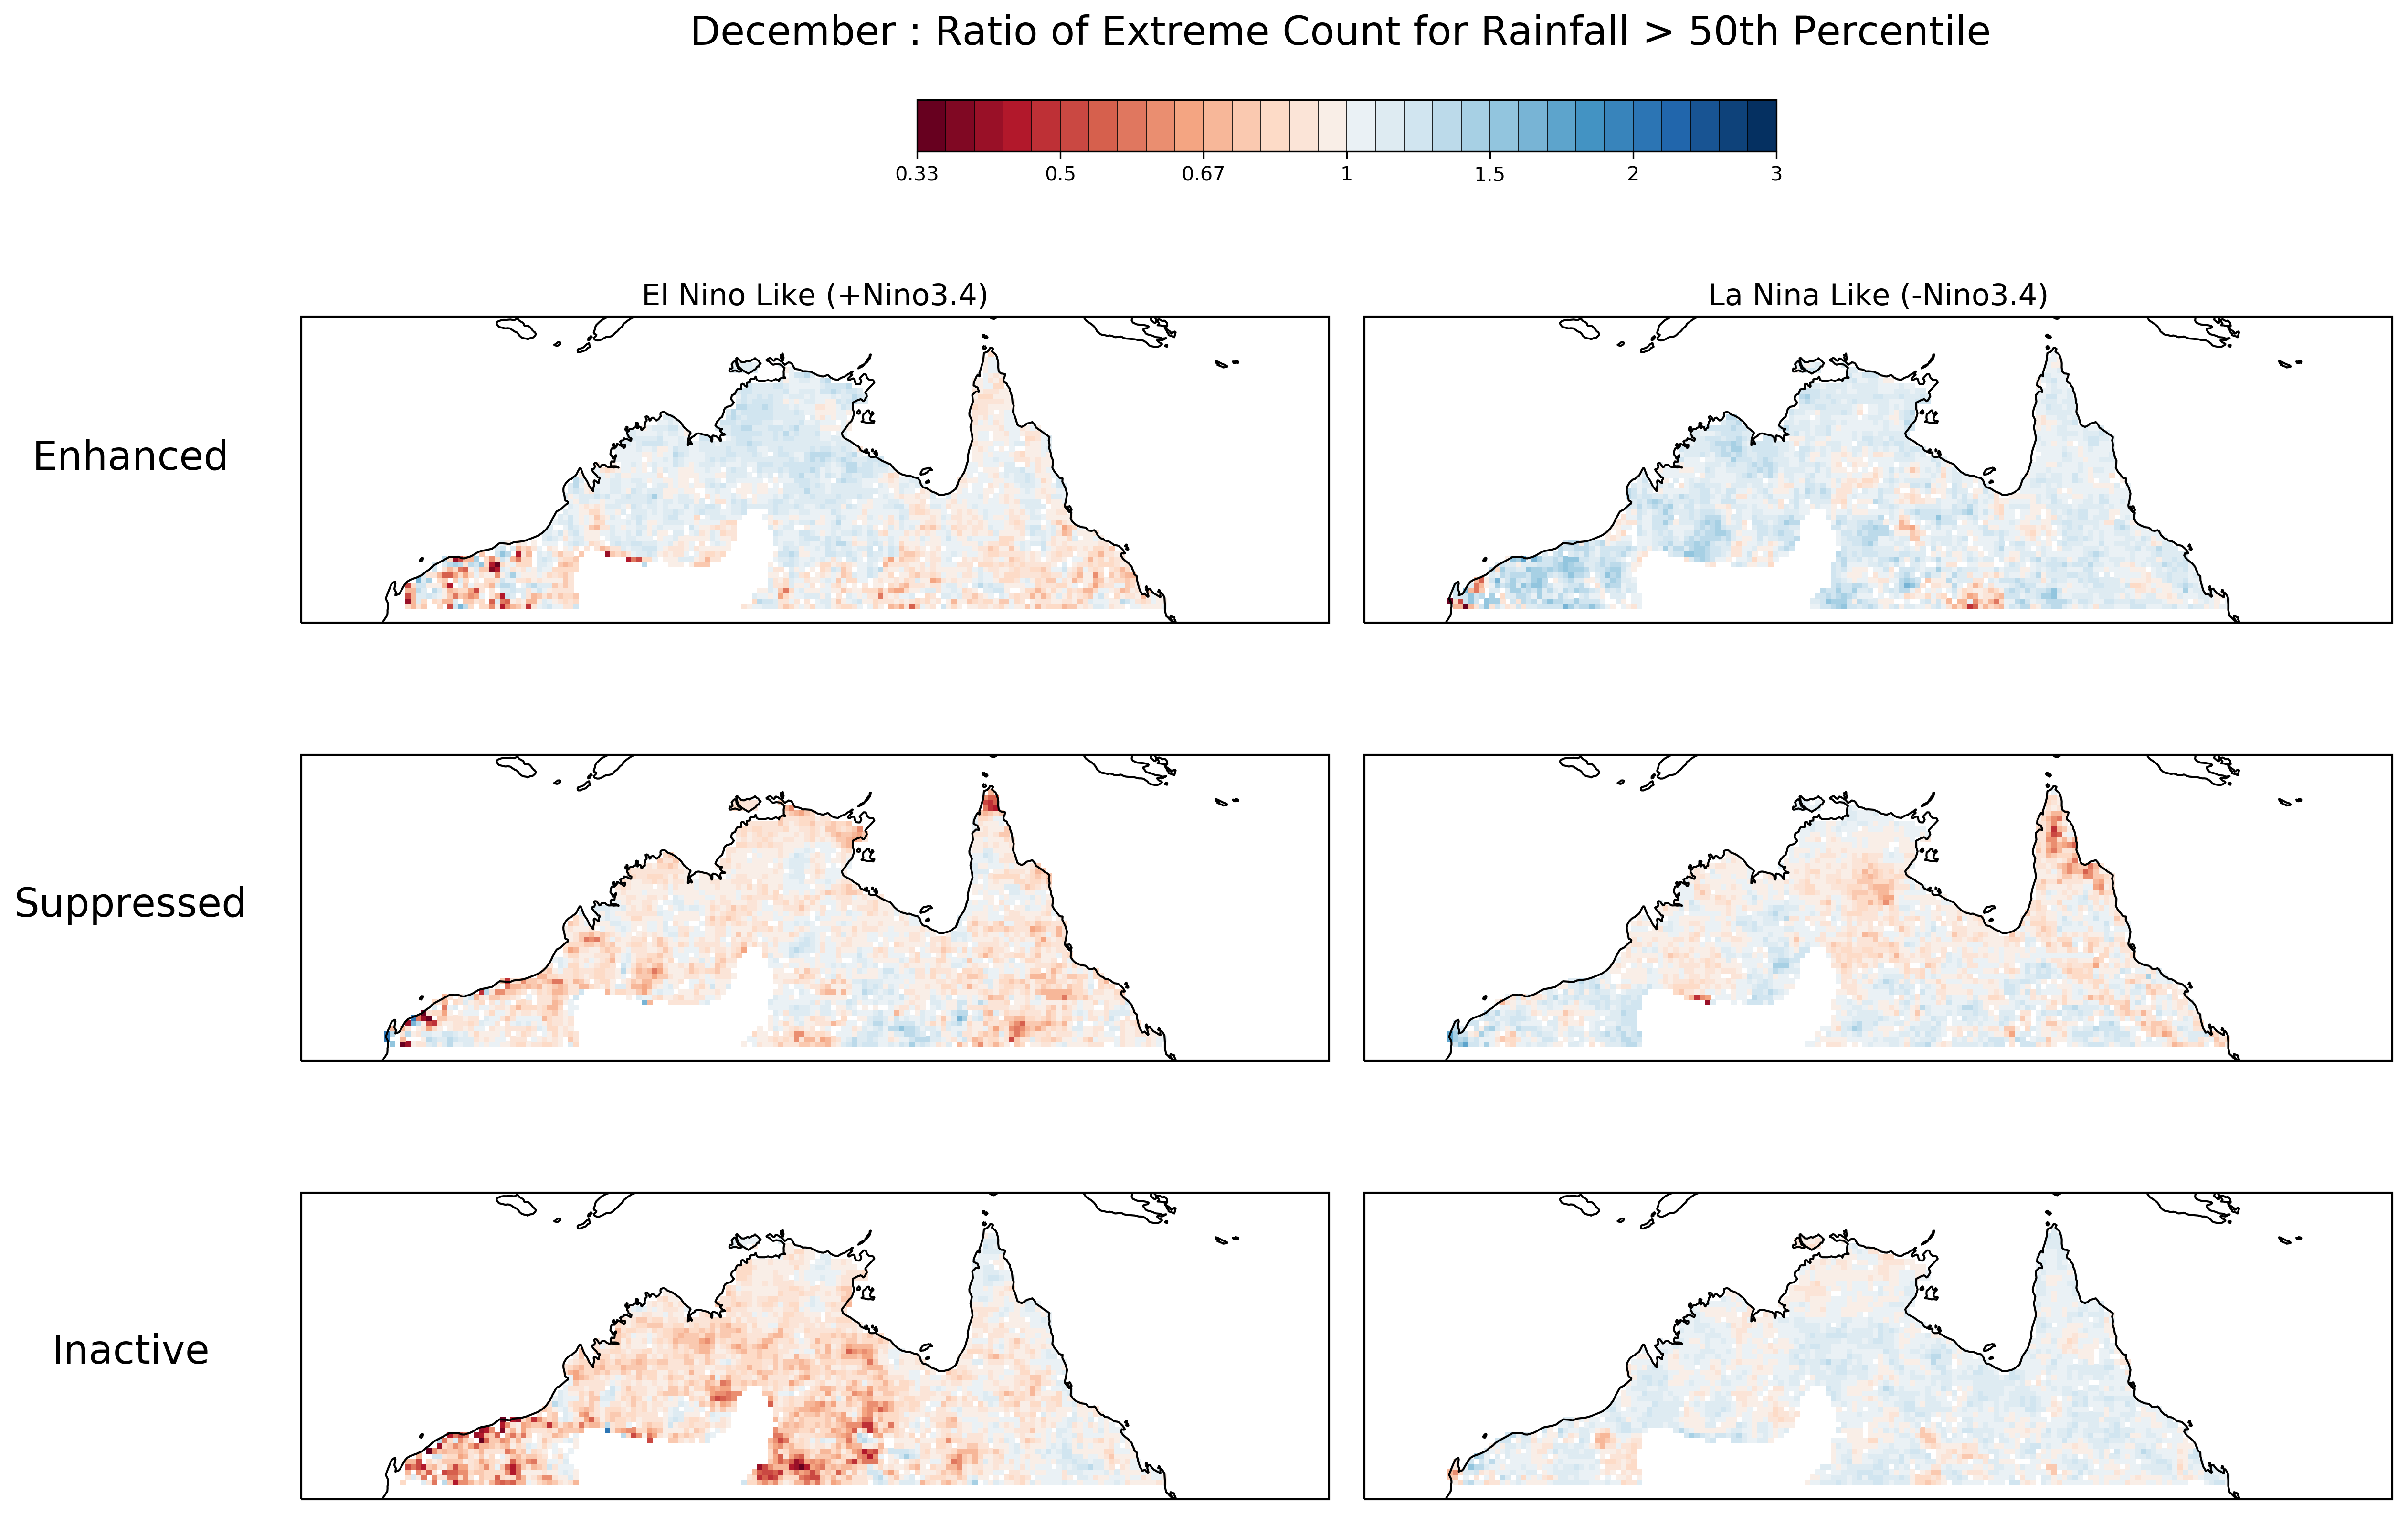 December : Ratio of Extreme Count for Rainfall > 50th Percentile
0.33 0.5 0.67 1 1.5 2 3
El Nino Like (+Nino3.4) La Nina Like (-Nino3.4)
Enhanced
Suppressed
Inactive